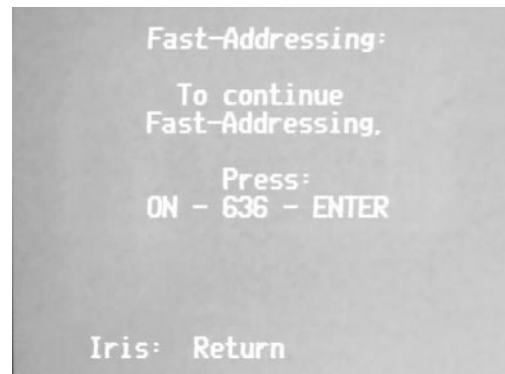 Fast-Addressing:
To continue
Fast-Addressing,
Press:
ON - 636 - ENTER
Iris: Return